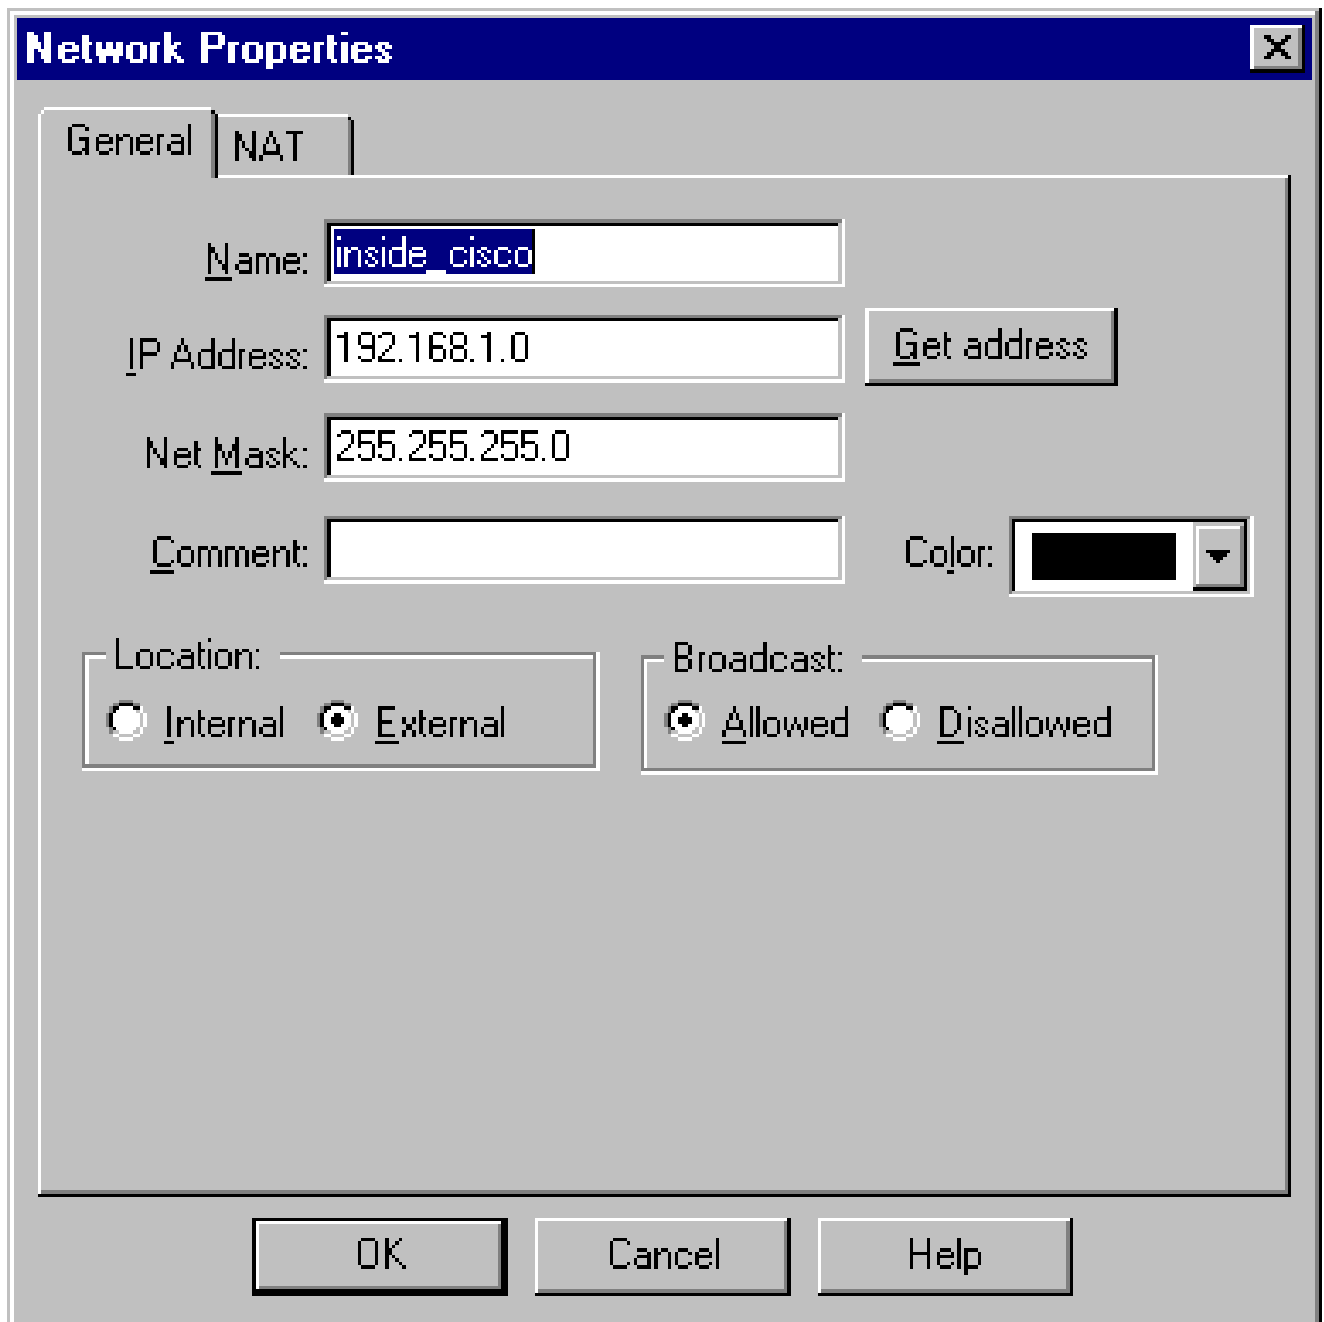 Network Properties
General NAT
Name: inside_cisco
IP Address: 192.168.1.0 Get address
Net Mask: 255.255.255.0
Comment: Color:
Location: Broadcast:
Internal External Allowed Disallowed
OK Cancel Help